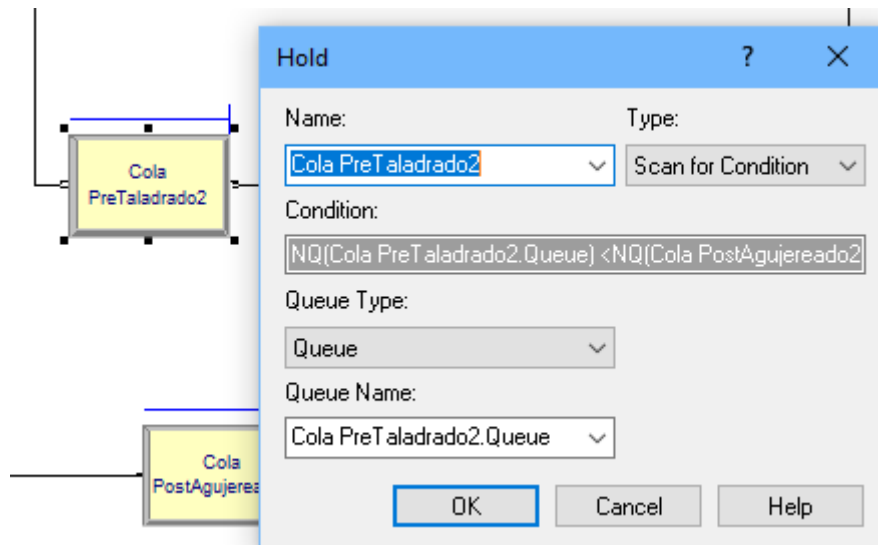 Hold
?
Name:
Type:
Cola PreTaladrado2
Scan for Condition
Cola
PreTaladrado2
Condition:
NQ(Cola PreTaladrado2.Queue) <NQ(Cola PostAgujereado2
Queue Type:
Queue
Queue Name:
Cola PreTaladrado2.Queue
Cola
PostAgujerea
OK
Cancel
Help